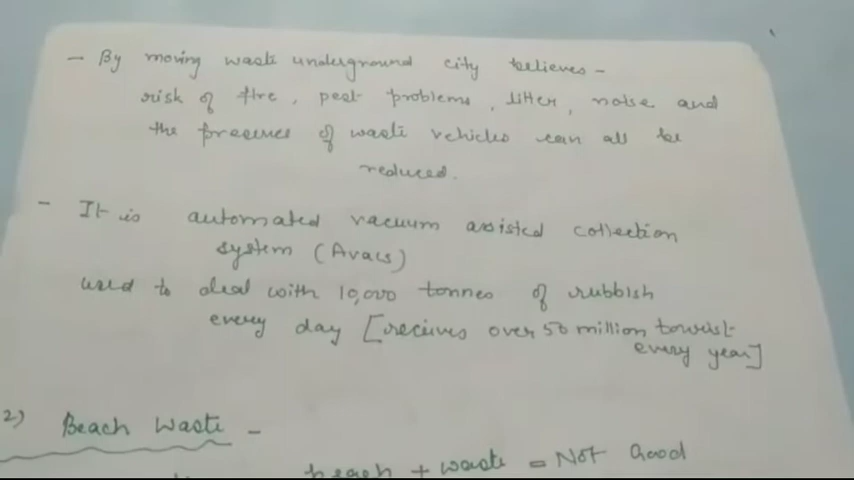 - By moving waste underground city believes -
risk of fire, pest problems, litter, noise and
the presence of waste vehicles can all be
reduced.
- It is automated vacuum assisted collection
system (Avacs)
used to deal with 10,000 tonnes of rubbish
every day [recieves over 50 million tourist
every year]
2) Beach Waste -
beach + waste = Not Good